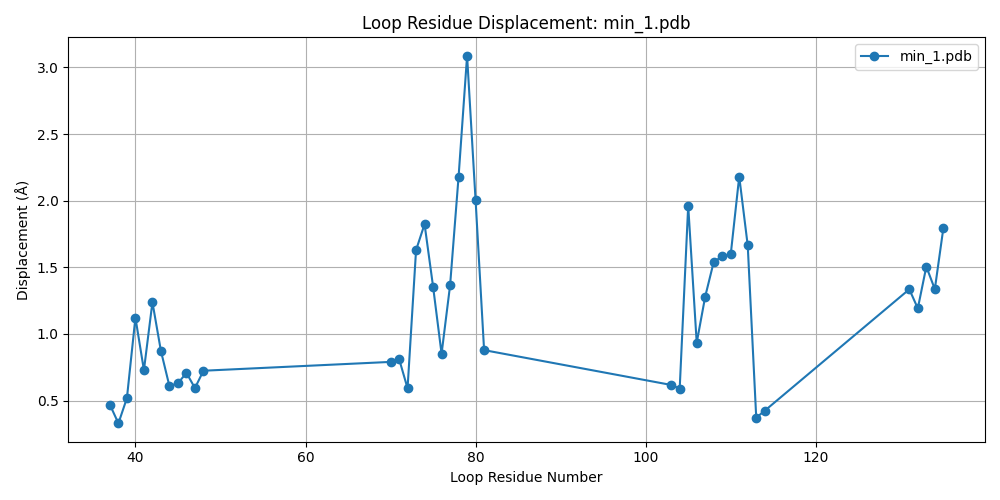 Loop Residue Displacement: min_1.pdb
min_1.pdb
Displacement (Å)
3.0
2.5
2.0
1.5
1.0
0.5
40 60 80 100 120
Loop Residue Number